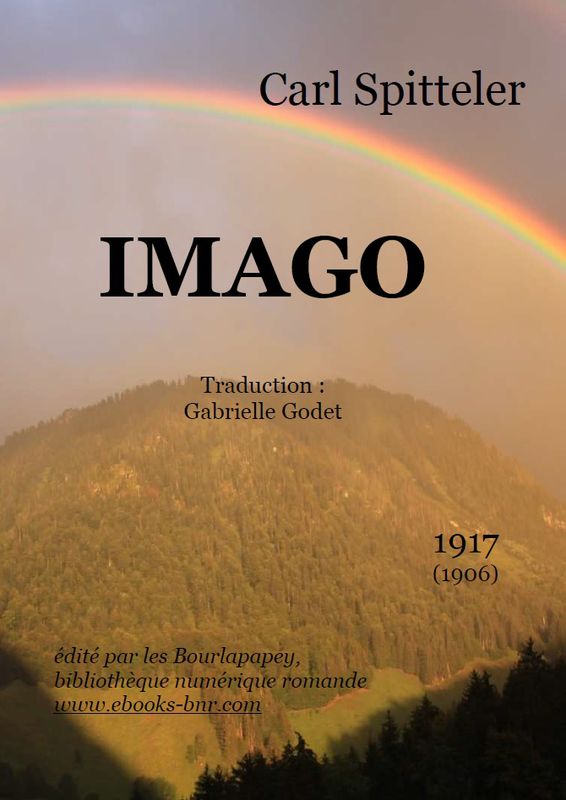 Carl Spitteler
IMAGO
Traduction :
Gabrielle Godet
1917
(1906)
édité par les Bourlapapey,
bibliothèque numérique romande
www.ebooks-bnr.com